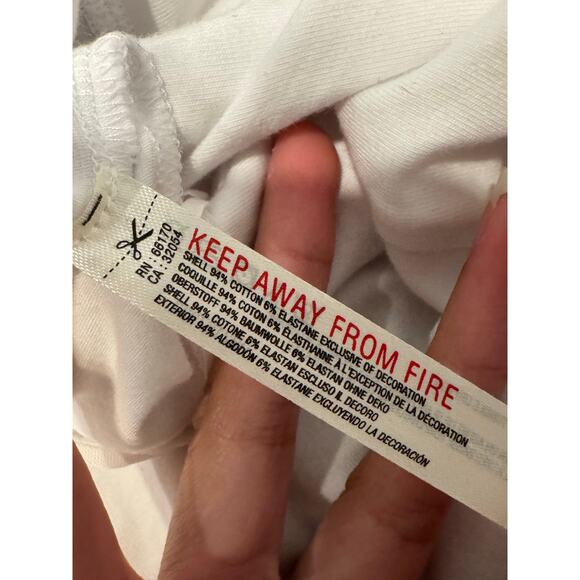 RN : 66170
CA : 32054
KEEP AWAY FROM FIRE
SHELL 94% COTTON 6% ELASTANE EXCLUSIVE OF DECORATION
COQUILLE 94% COTON 6% ÉLASTHANNE À L'EXCEPTION DE LA DÉCORATION
OBERSTOFF 94% BAUMWOLLE 6% ELASTAN OHNE DEKO
SHELL 94% COTONE 6% ELASTAN ESCLUSO IL DECORO
EXTERIOR 94% ALGODÓN 6% ELASTANE EXCLUYENDO LA DECORACIÓN